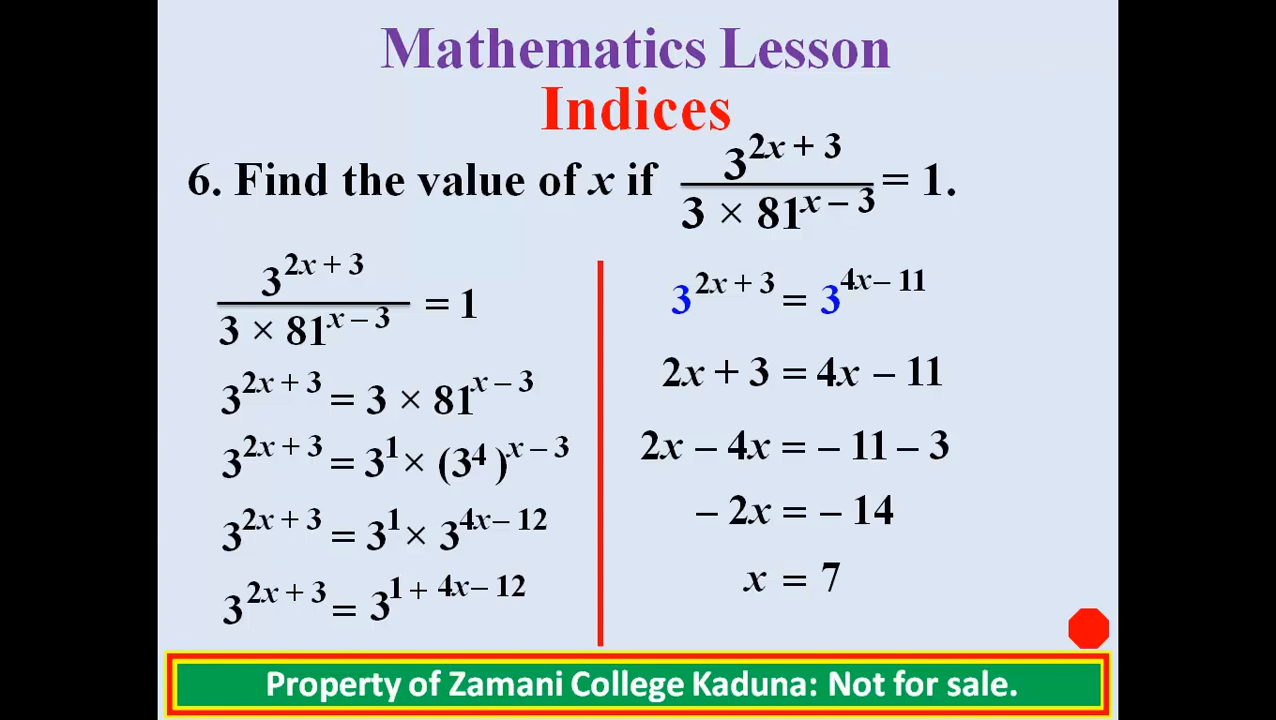 Mathematics Lesson
Indices
6. Find the value of x if 3^(2x + 3) / (3 × 81^(x – 3)) = 1.
3^(2x + 3) / (3 × 81^(x – 3)) = 1
3^(2x + 3) = 3 × 81^(x – 3)
3^(2x + 3) = 3^1 × (3^4)^(x – 3)
3^(2x + 3) = 3^1 × 3^(4x – 12)
3^(2x + 3) = 3^(1 + 4x – 12)
3^(2x + 3) = 3^(4x – 11)
2x + 3 = 4x – 11
2x – 4x = – 11 – 3
– 2x = – 14
x = 7
Property of Zamani College Kaduna: Not for sale.